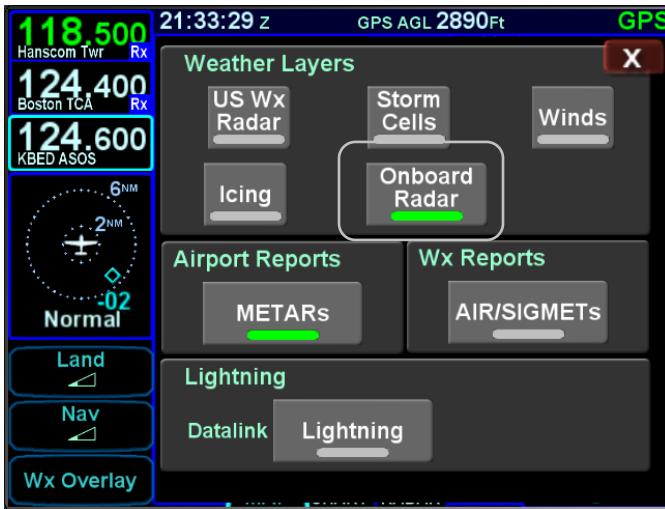 118.500
Hanscom Twr Rx
124.400
Boston TCA Rx
124.600
KBED ASOS
6NM
2NM
-02
Normal
Land
Nav
Wx Overlay
21:33:29 Z GPS AGL 2890Ft GPS
Weather Layers X
US Wx
Radar
Storm
Cells
Winds
Icing
Onboard
Radar
Airport Reports
METARs
Wx Reports
AIR/SIGMETs
Lightning
Datalink Lightning